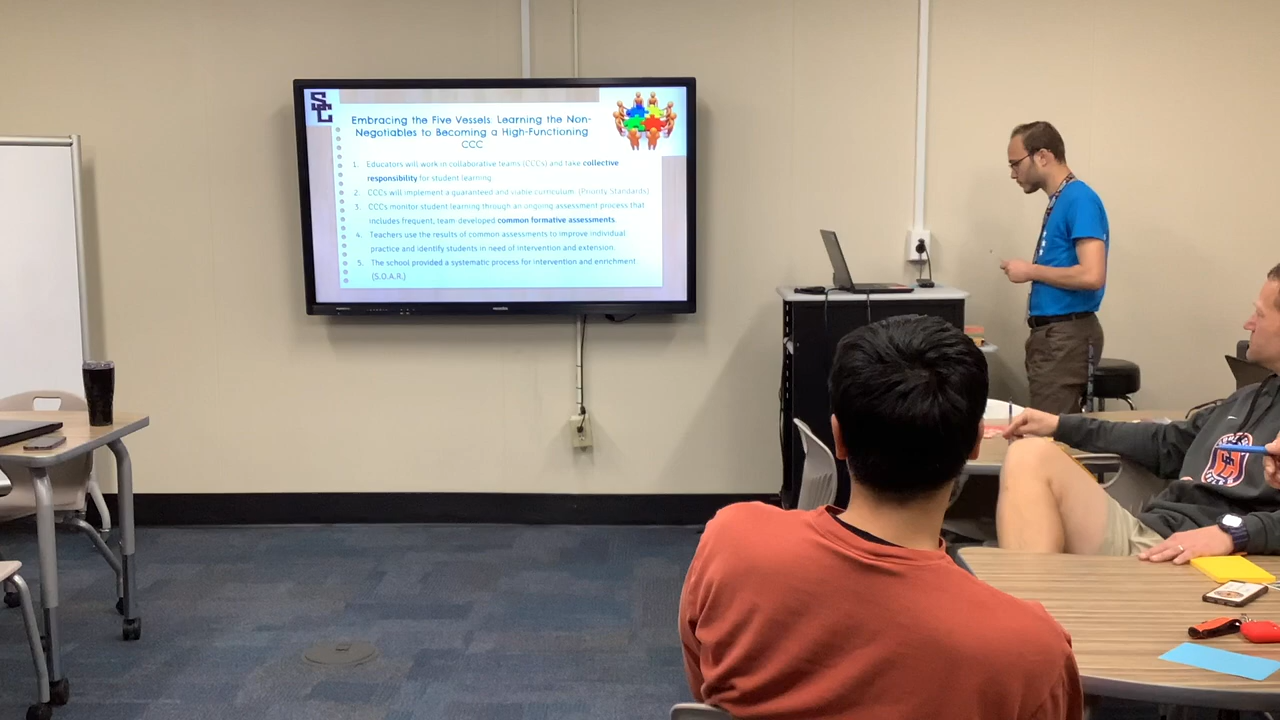 SC
Embracing the Five Vessels: Learning the Non-
Negotiables to Becoming a High-Functioning
CCC
1. Educators will work in collaborative teams (CCCs) and take collective
responsibility for student learning
2. CCCs will implement a guaranteed and viable curriculum. (Priority Standards)
3. CCCs monitor student learning through an ongoing assessment process that
includes frequent, team developed common formative assessments.
4. Teachers use the results of common assessments to improve individual
practice and identify students in need of intervention and extension.
5. The school provided a systematic process for intervention and enrichment
(S.O.A.R.)